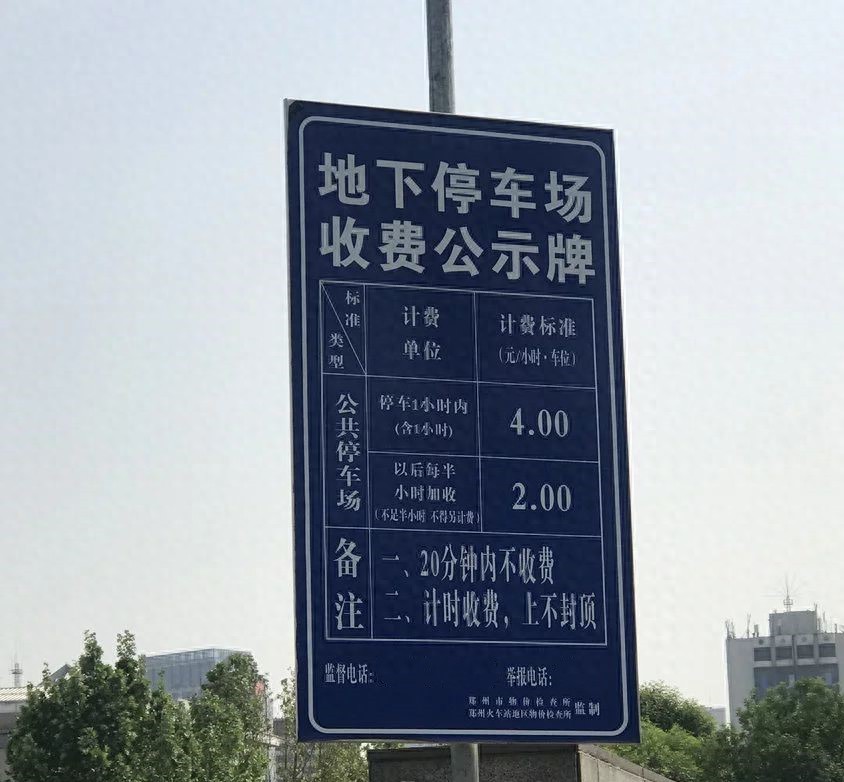 地下停车场
收费公示牌
标准
类型
计费
单位
计费标准
(元/小时·车位)
公共停车场
停车1小时内
(含1小时)
4.00
以后每半
小时加收
(不足半小时 不得另计费)
2.00
备注
一、20分钟内不收费
二、计时收费，上不封顶
监督电话:
举报电话:
郑州市物价检查所
郑州火车站地区物价检查所
监制